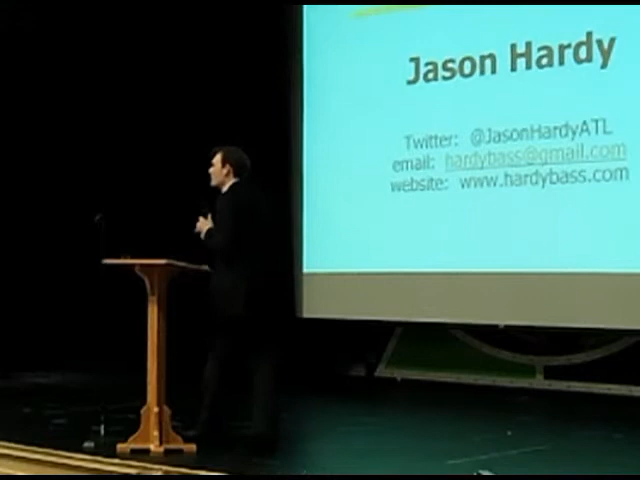 Jason Hardy
Twitter: @JasonHardyATL
email: hardybass@gmail.com
website: www.hardybass.com